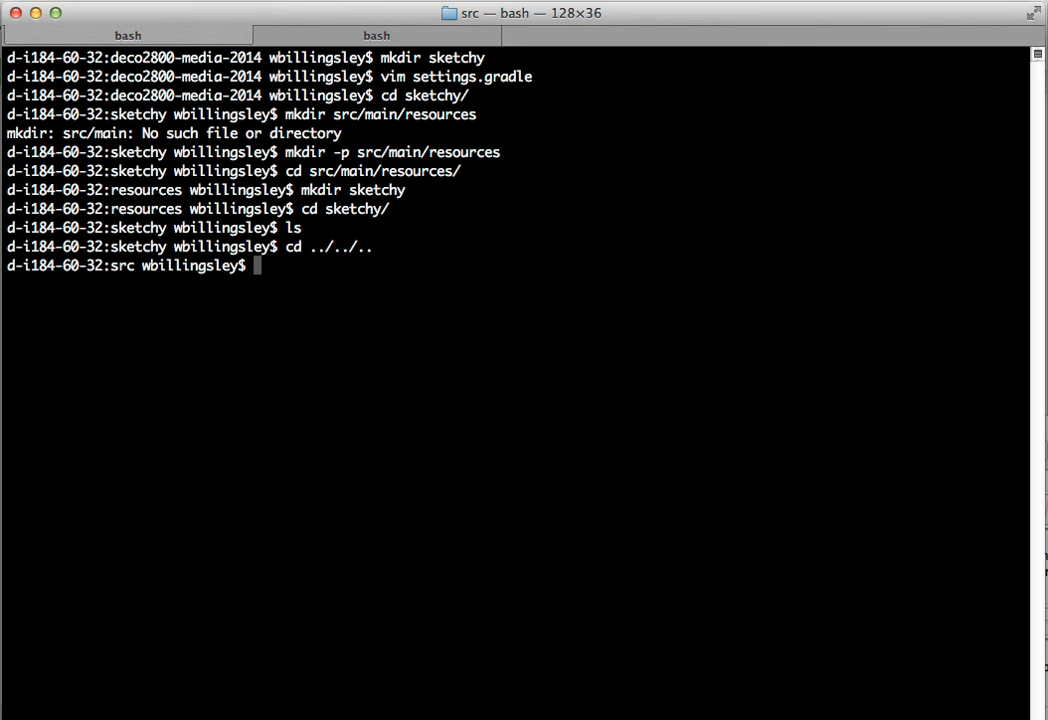 src — bash — 128×36
bash bash
d-i184-60-32:deco2800-media-2014 wbillingsley$ mkdir sketchy
d-i184-60-32:deco2800-media-2014 wbillingsley$ vim settings.gradle
d-i184-60-32:deco2800-media-2014 wbillingsley$ cd sketchy/
d-i184-60-32:sketchy wbillingsley$ mkdir src/main/resources
mkdir: src/main: No such file or directory
d-i184-60-32:sketchy wbillingsley$ mkdir -p src/main/resources
d-i184-60-32:sketchy wbillingsley$ cd src/main/resources/
d-i184-60-32:resources wbillingsley$ mkdir sketchy
d-i184-60-32:resources wbillingsley$ cd sketchy/
d-i184-60-32:sketchy wbillingsley$ ls
d-i184-60-32:sketchy wbillingsley$ cd ../../..
d-i184-60-32:src wbillingsley$